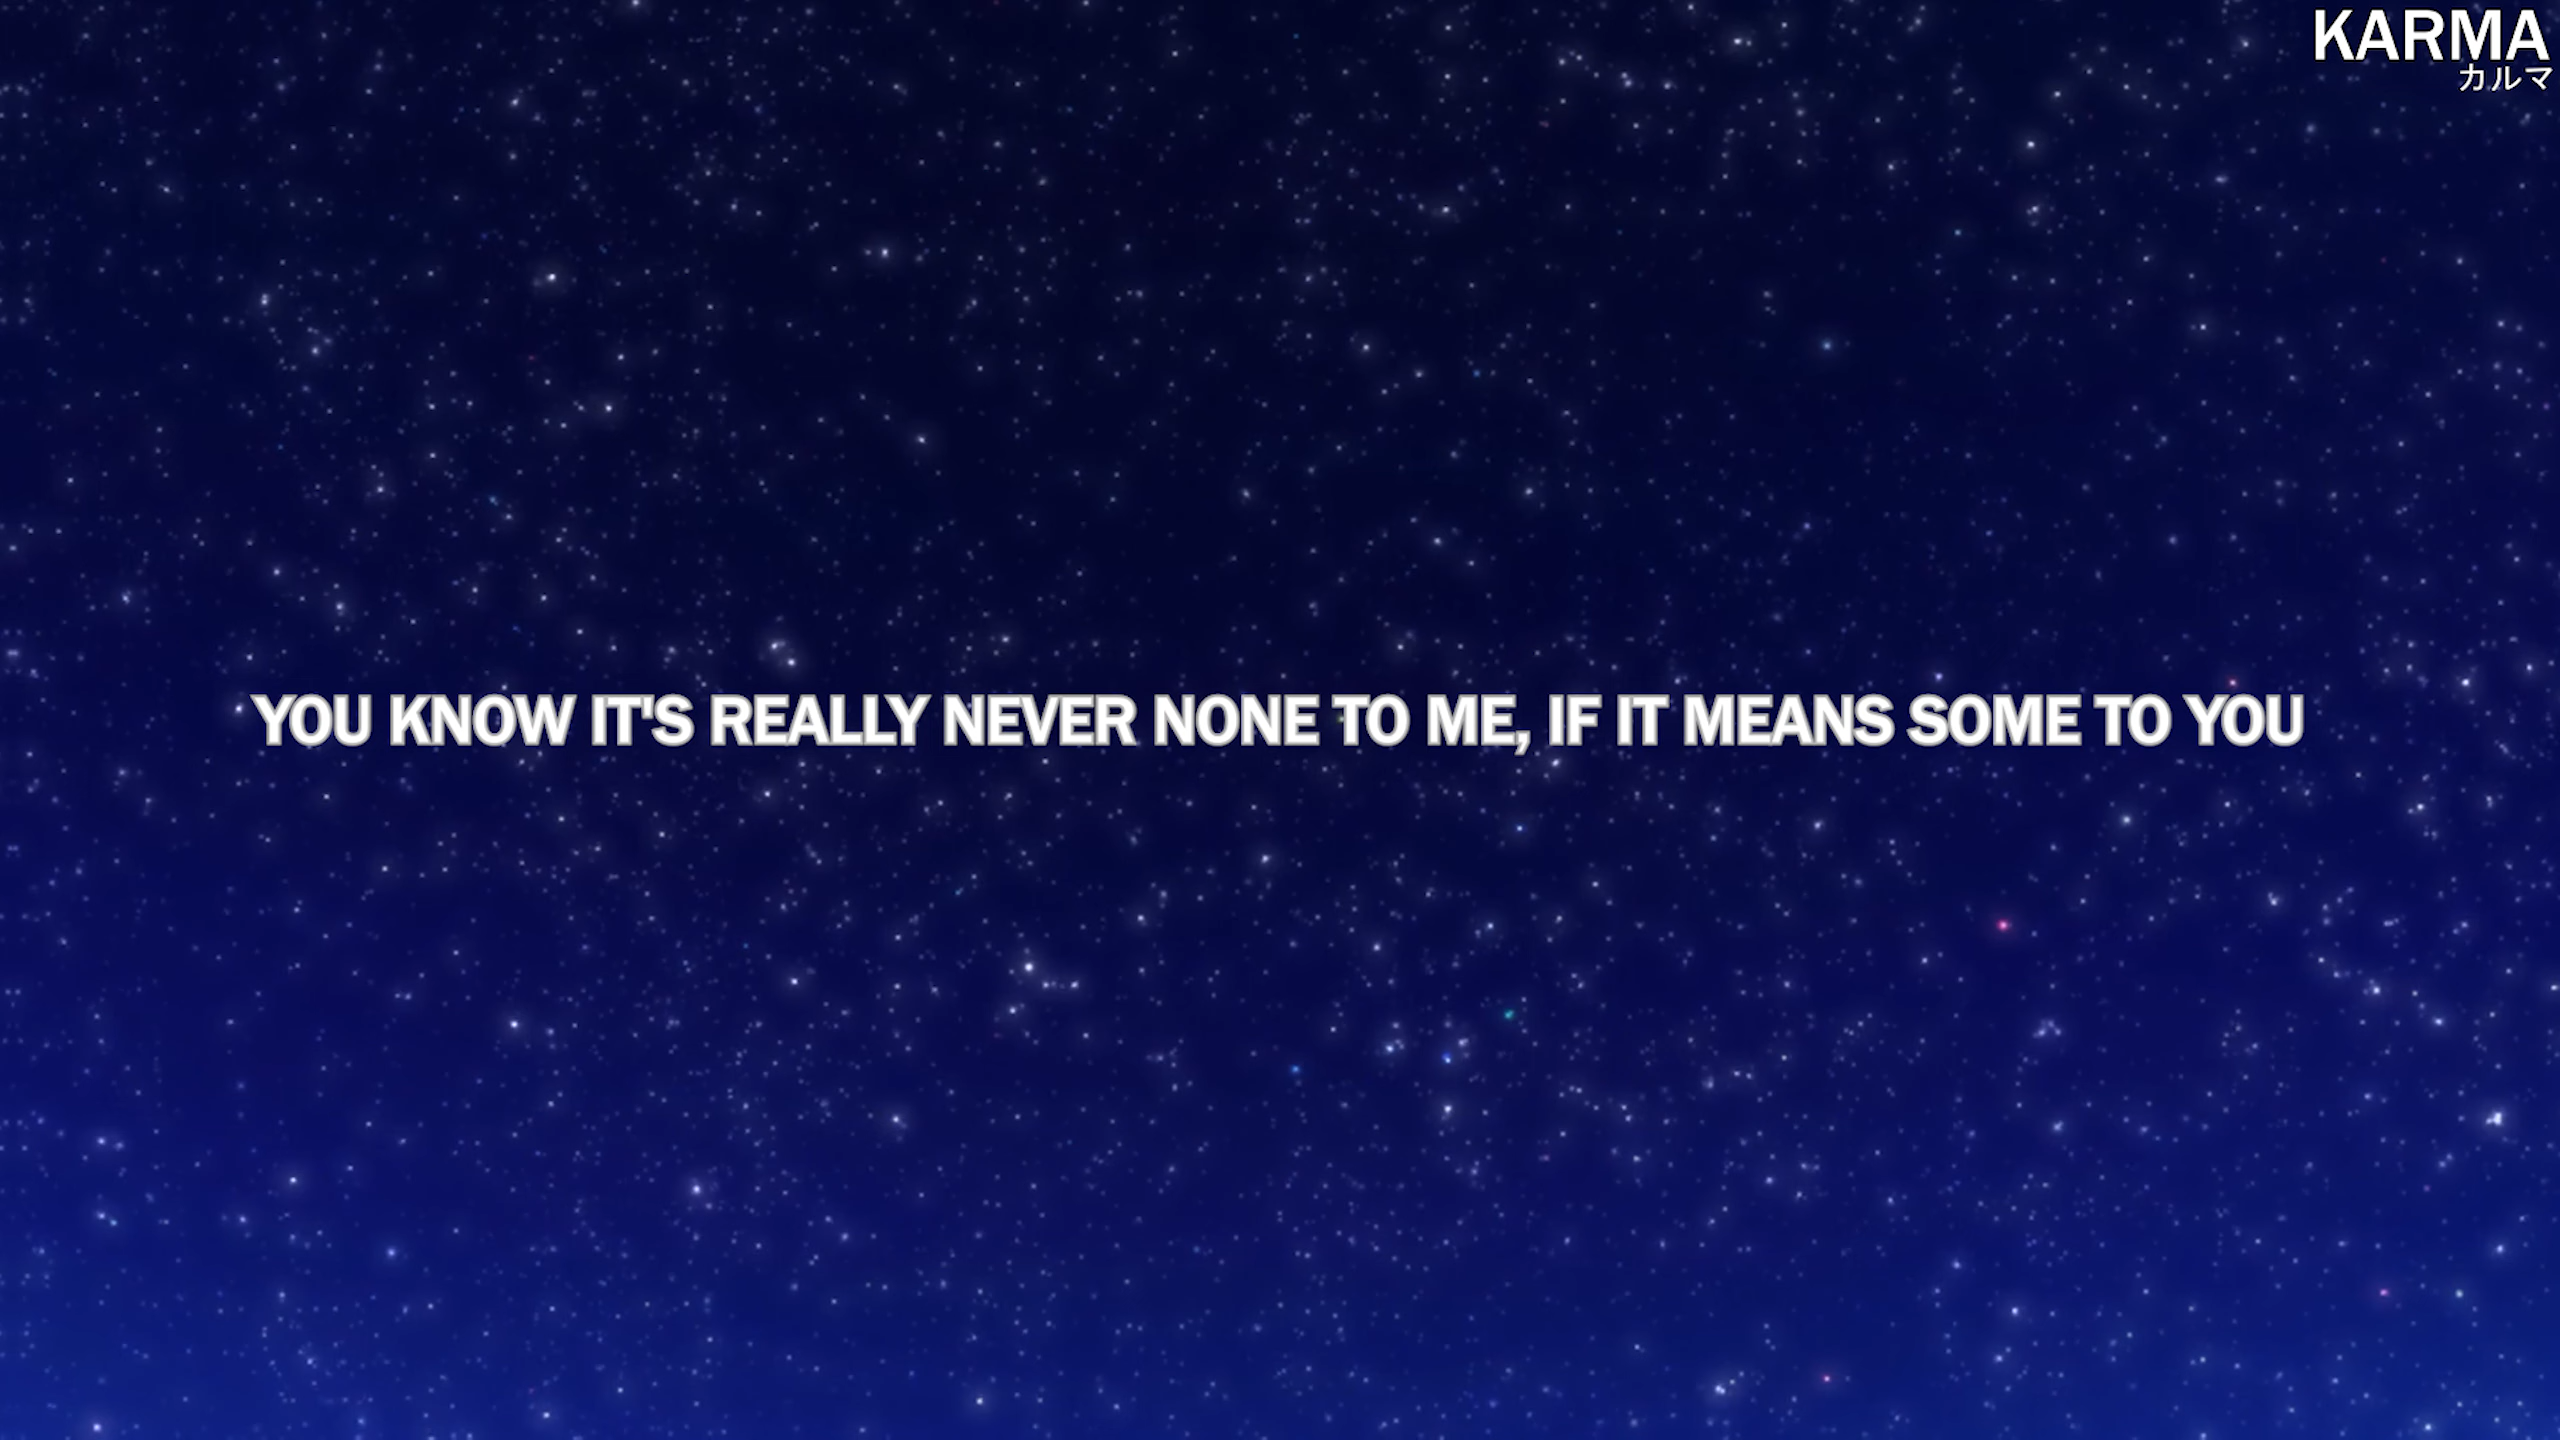 KARMA
カルマ
YOU KNOW IT'S REALLY NEVER NONE TO ME, IF IT MEANS SOME TO YOU